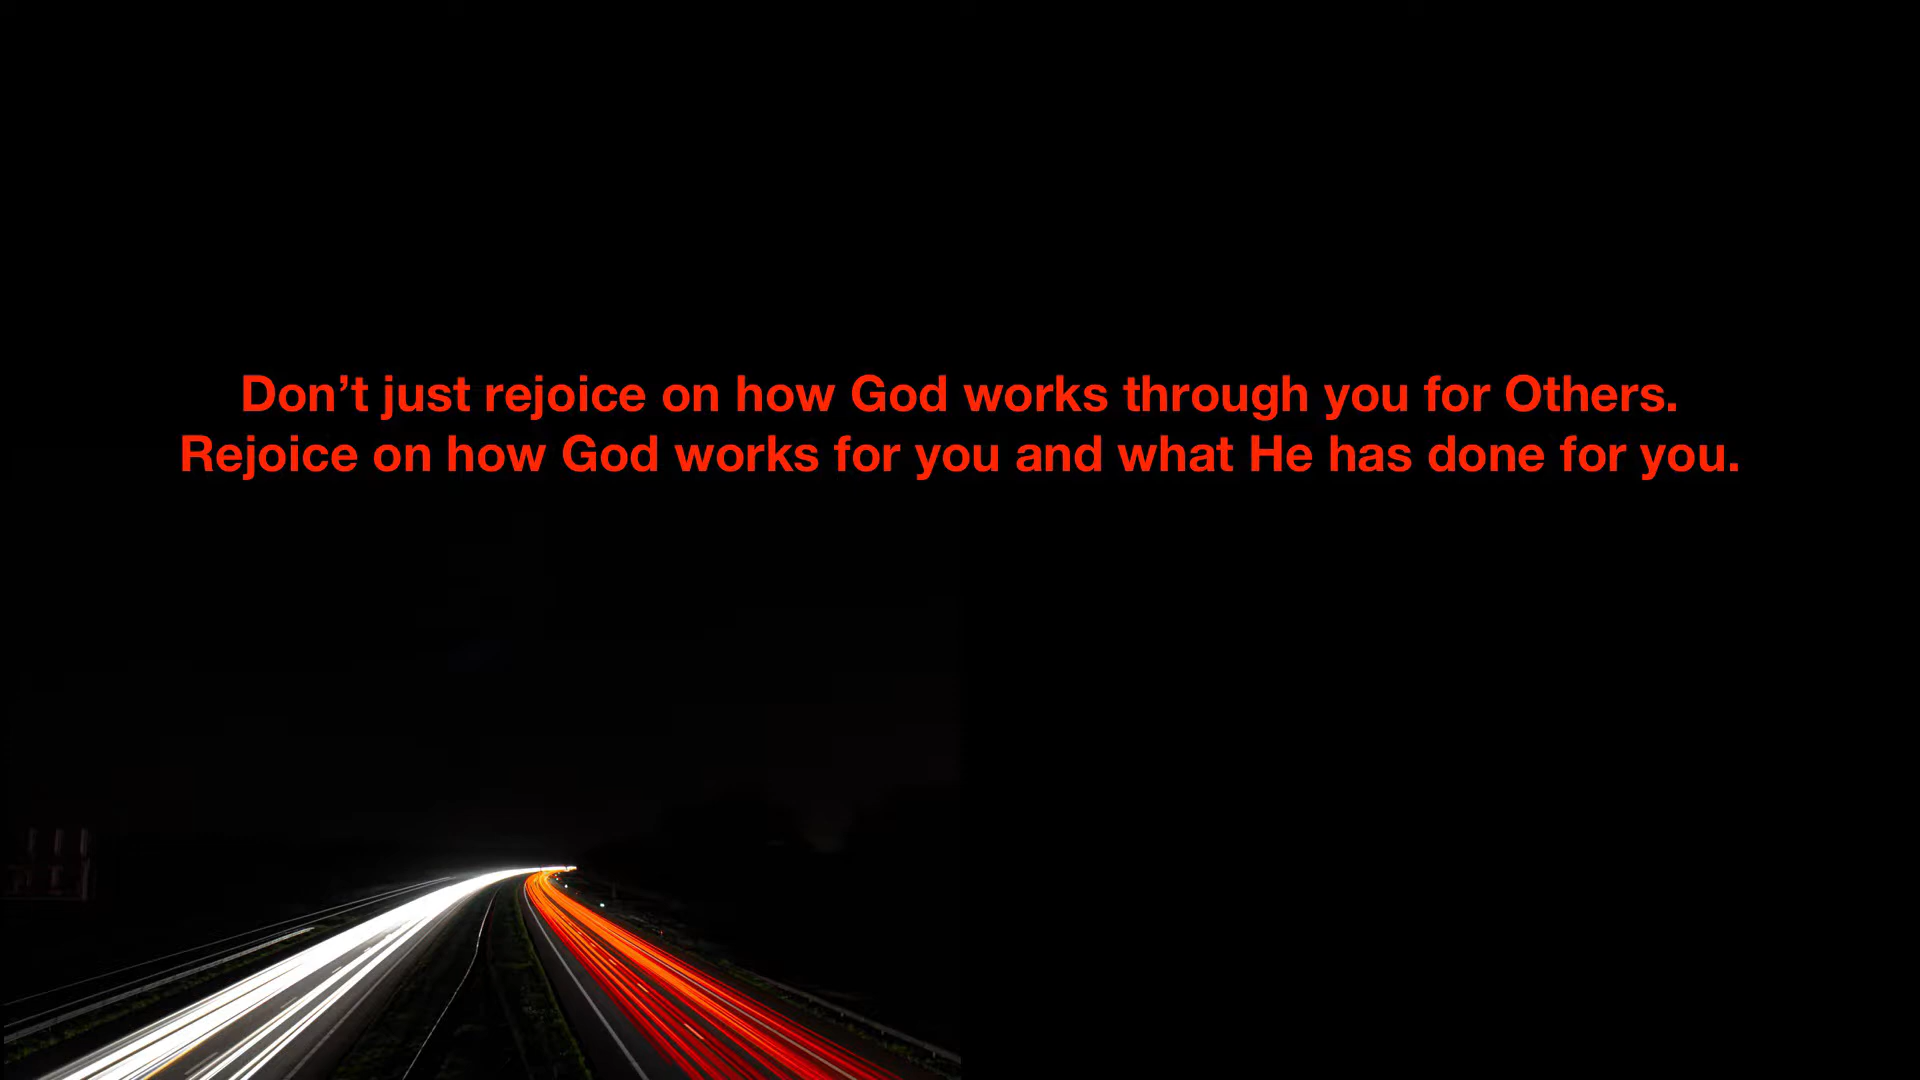 Don’t just rejoice on how God works through you for Others.
Rejoice on how God works for you and what He has done for you.